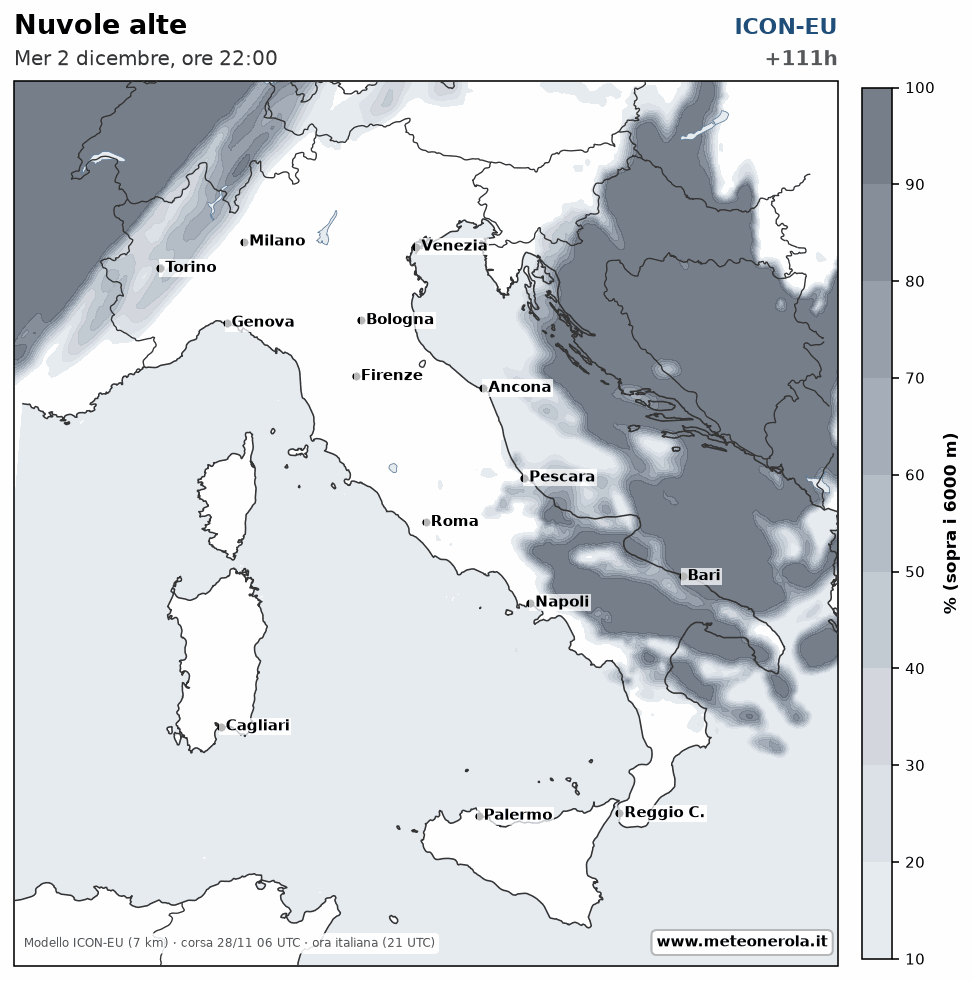 Nuvole alte
ICON-EU
Mer 2 dicembre, ore 22:00
+111h
100
90
80
70
60
50
40
30
20
10
% (sopra i 6000 m)
Milano
Venezia
Torino
Genova
Bologna
Firenze
Ancona
Pescara
Roma
Bari
Napoli
Cagliari
Palermo
Reggio C.
Modello ICON-EU (7 km) · corsa 28/11 06 UTC · ora italiana (21 UTC)
www.meteonerola.it